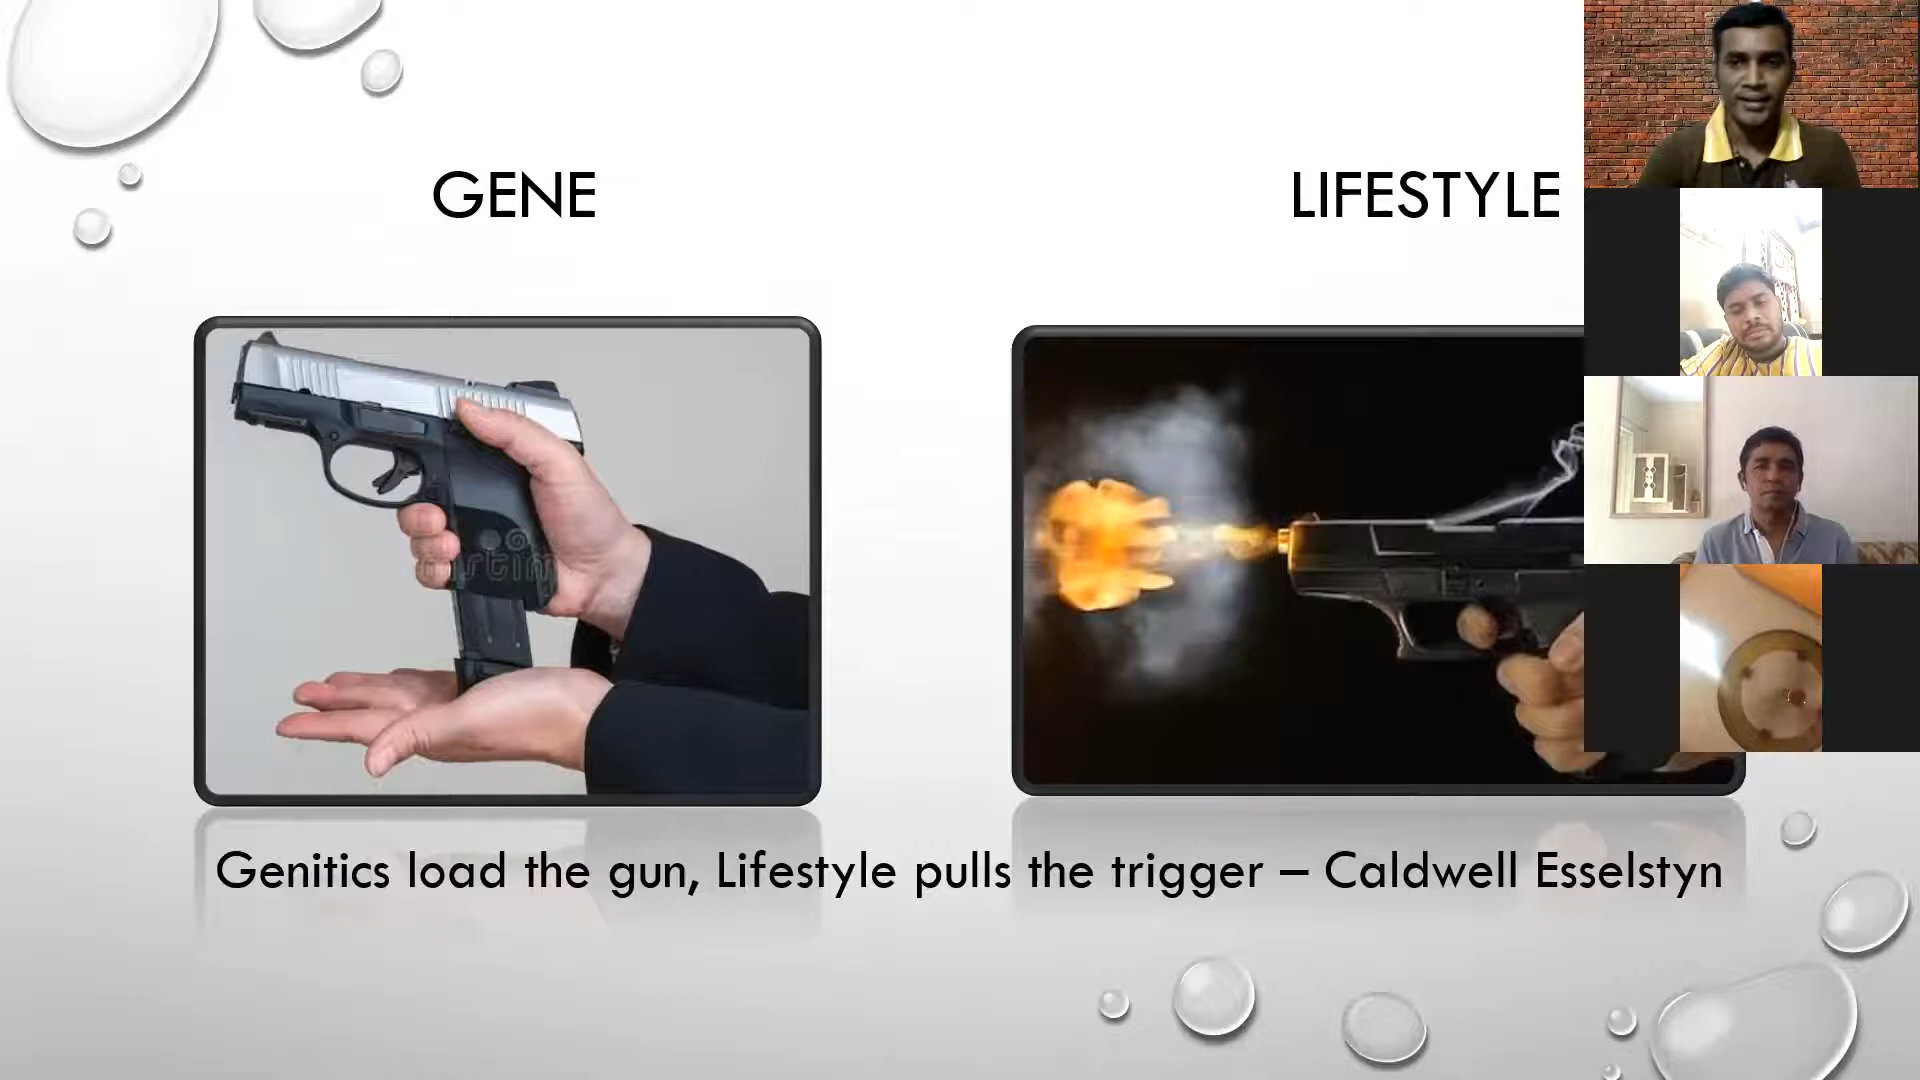 GENE
LIFESTYLE
Genitics load the gun, Lifestyle pulls the trigger – Caldwell Esselstyn